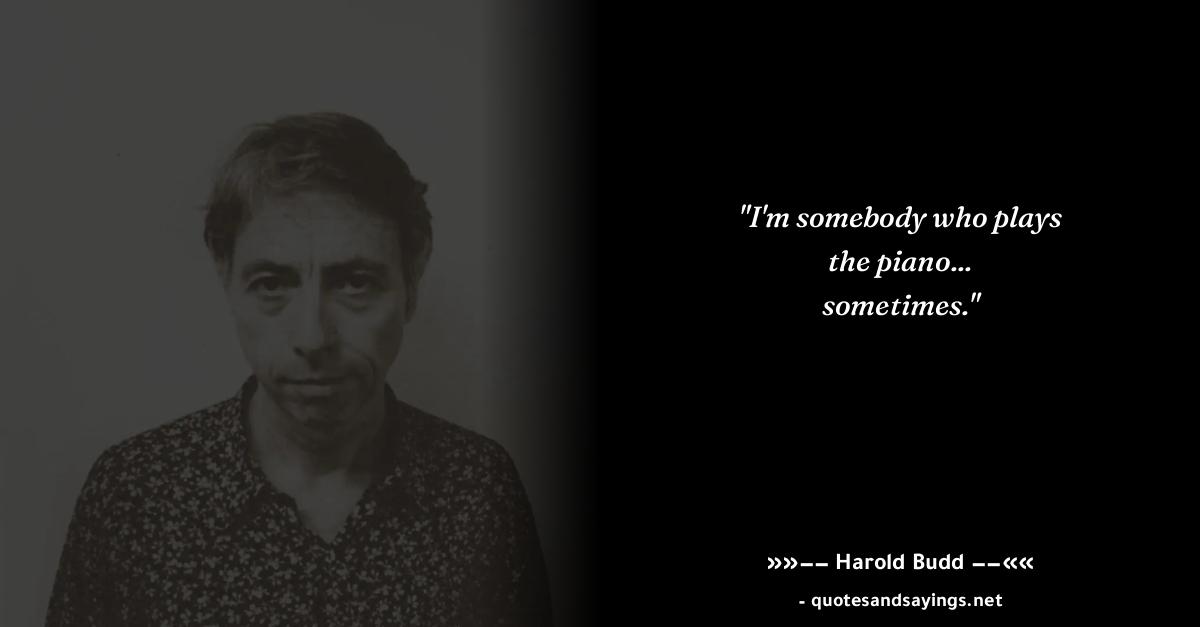 "I'm somebody who plays
the piano...
sometimes."
»»–– Harold Budd ––««
- quotesandsayings.net